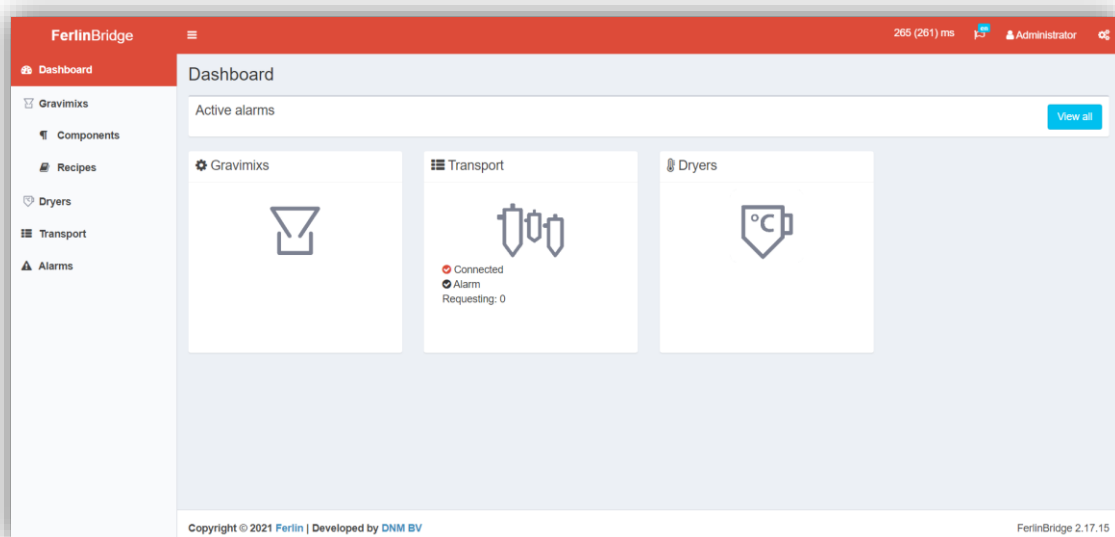 FerlinBridge
265 (261) ms
Administrator
Dashboard
Gravimixs
Components
Recipes
Dryers
Transport
Alarms
Dashboard
Active alarms
View all
Gravimixs
Transport
Connected
Alarm
Requesting: 0
Dryers
°C
Copyright © 2021 Ferlin | Developed by DNM BV
FerlinBridge 2.17.15